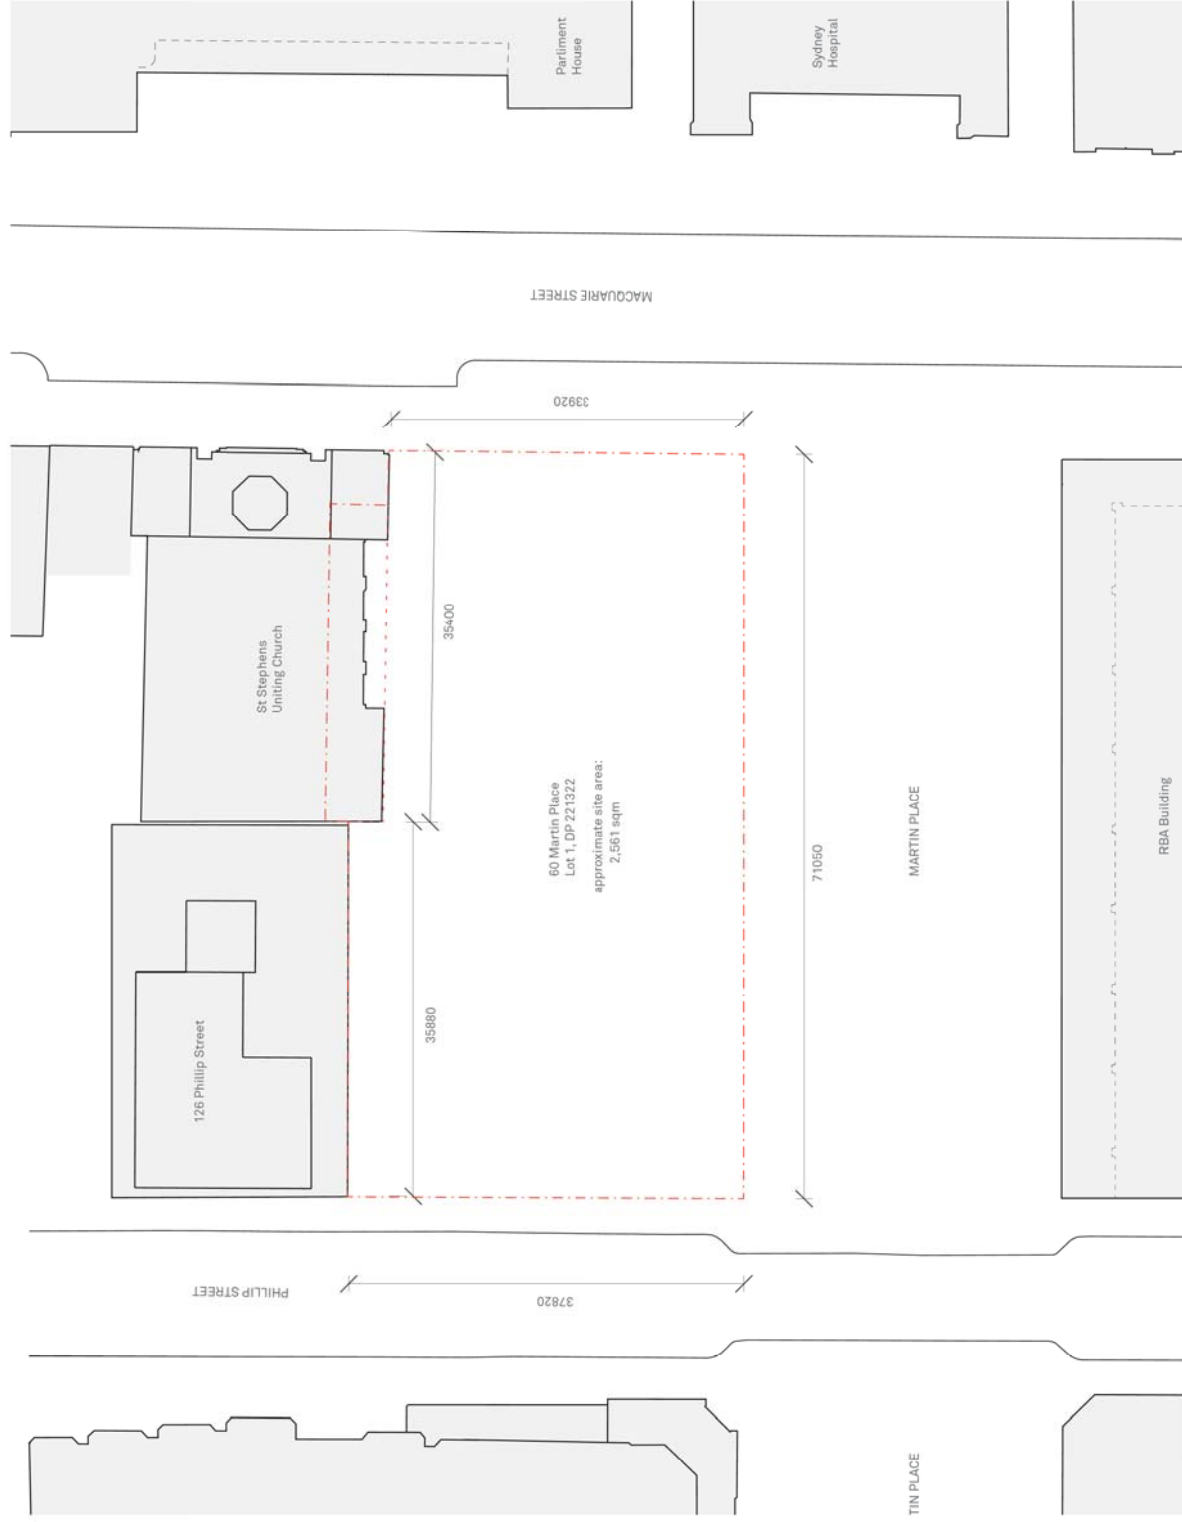 Parliment
House
Sydney
Hospital
MACQUARIE STREET
33920
35400
St Stephens
Uniting Church
60 Martin Place
Lot 1, DP 221322
approximate site area:
2,561 sqm
71050
MARTIN PLACE
RBA Building
126 Phillip Street
35880
PHILLIP STREET
37820
TIN PLACE